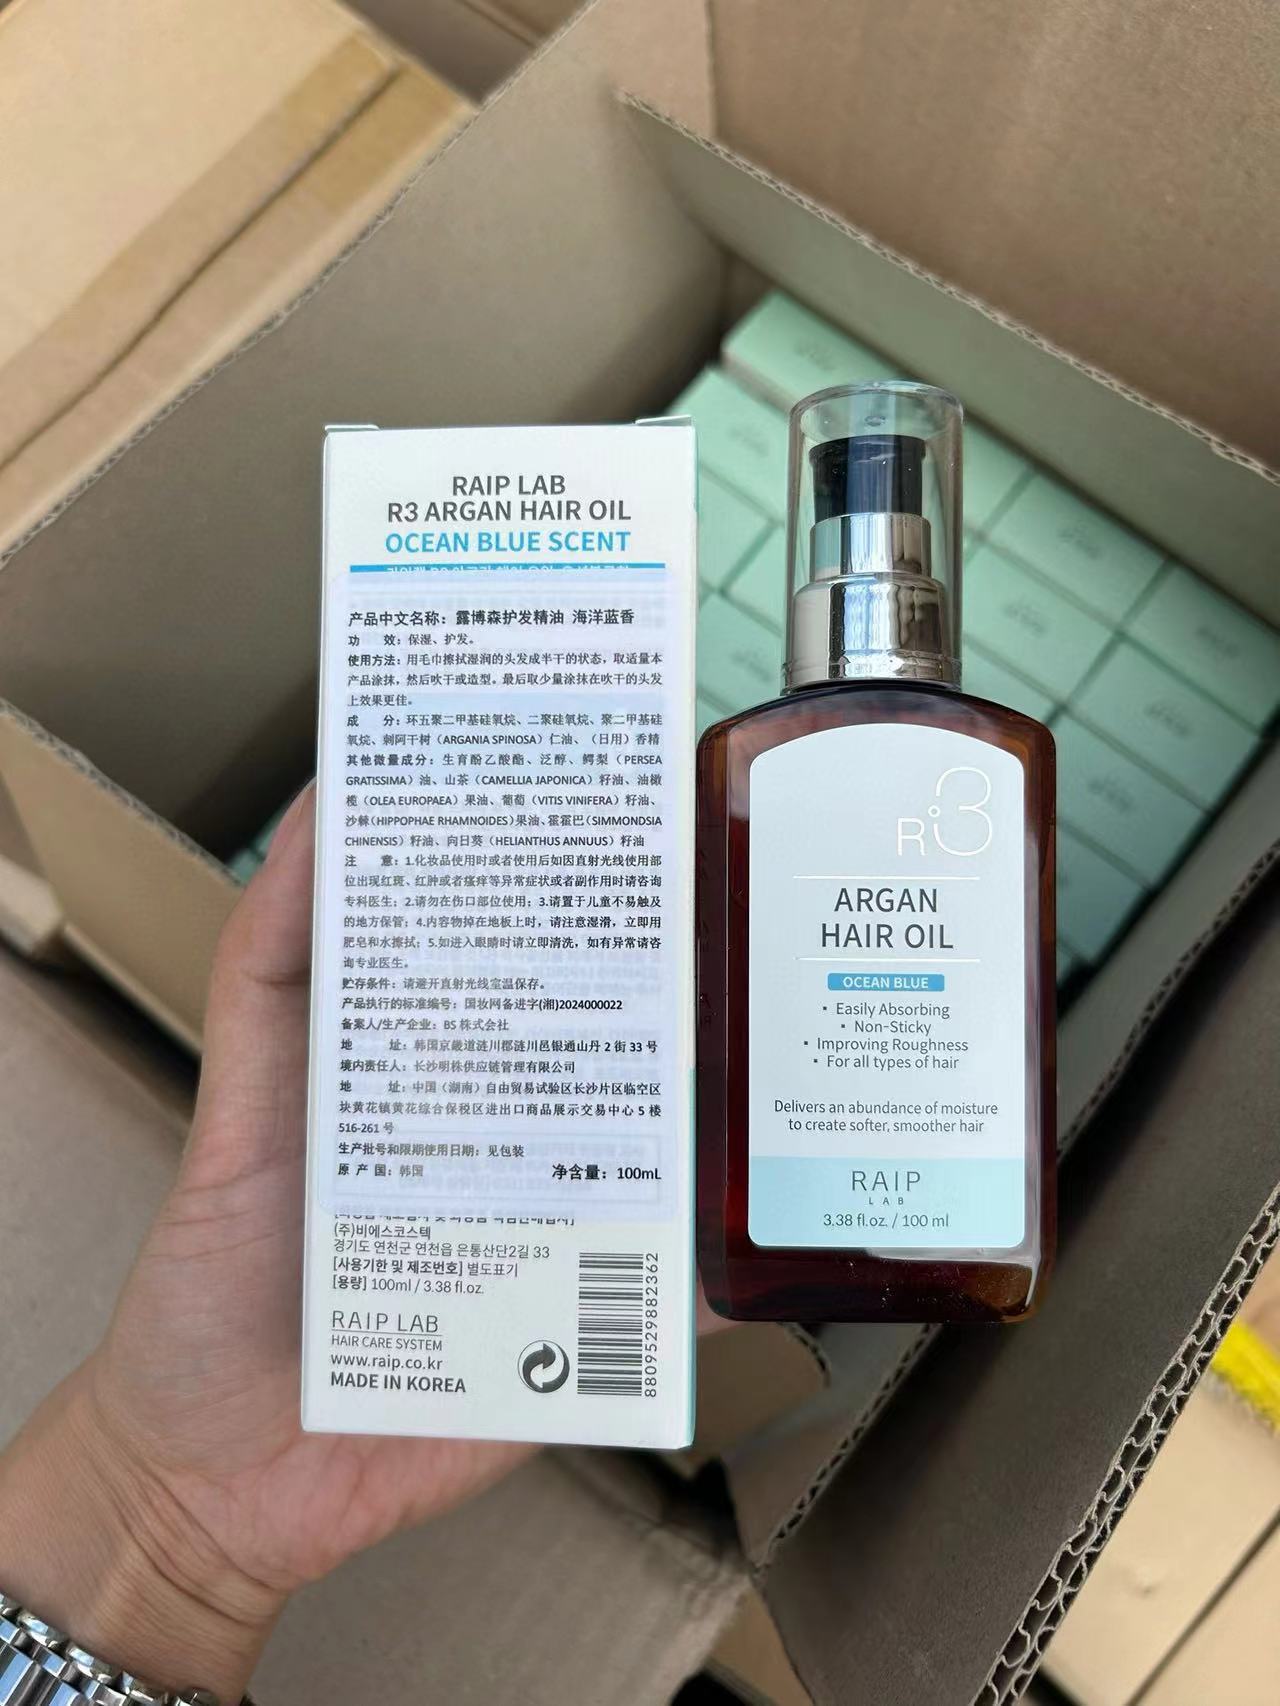 RAIP LAB
R3 ARGAN HAIR OIL
OCEAN BLUE SCENT
产品中文名称：露博森护发精油 海洋蓝香
功 效：保湿、护发。
使用方法：用毛巾擦拭湿润的头发成半干的状态，取适量本
产品涂抹，然后吹干或造型。最后取少量涂抹在吹干的头发
上效果更佳。
成 分：环五聚二甲基硅氧烷、二聚硅氧烷、聚二甲基硅
氧烷、刺阿干树（ARGANIA SPINOSA）仁油、（日用）香精
其他微量成分：生育酚乙酸酯、泛醇、鳄梨（PERSEA
GRATISSIMA）油、山茶（CAMELLIA JAPONICA）籽油、油橄
榄（OLEA EUROPAEA）果油、葡萄（VITIS VINIFERA）籽油、
沙棘（HIPPOPHAE RHAMNOIDES）果油、霍霍巴（SIMMONDSIA
CHINENSIS）籽油、向日葵（HELIANTHUS ANNUUS）籽油
注 意：1.化妆品使用时或者使用后如因直射光线使用部
位出现红斑、红肿或者瘙痒等异常症状或者副作用时请咨询
专科医生；2.请勿在伤口部位使用；3.请置于儿童不易触及
的地方保管；4.内容物掉在地板上时，请注意湿滑，立即用
肥皂和水擦拭；5.如进入眼睛时请立即清洗，如有异常请咨
询专业医生。
贮存条件：请避开直射光线室温保存。
产品执行的标准编号：国妆网备进字(湘)2024000022
备案人/生产企业：BS 株式会社
地 址：韩国京畿道涟川郡涟川邑银通山丹 2 街 33 号
境内责任人：长沙明株供应链管理有限公司
地 址：中国（湖南）自由贸易试验区长沙片区临空区
块黄花镇黄花综合保税区进出口商品展示交易中心 5 楼
516-261 号
生产批号和限期使用日期：见包装
原 产 国：韩国 净含量：100mL
(주)비에스코스텍
경기도 연천군 연천읍 은통산단2길 33
[사용기한 및 제조번호] 별도표기
[용량] 100ml / 3.38 fl.oz.
RAIP LAB
HAIR CARE SYSTEM
www.raip.co.kr
MADE IN KOREA
8809529882362
R3
ARGAN
HAIR OIL
OCEAN BLUE
• Easily Absorbing
• Non-Sticky
• Improving Roughness
• For all types of hair
Delivers an abundance of moisture
to create softer, smoother hair
RAIP
LAB
3.38 fl.oz. / 100 ml